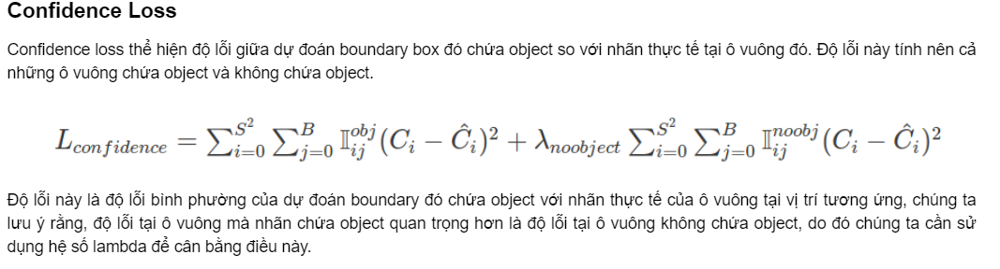 Confidence Loss
Confidence loss thể hiện độ lỗi giữa dự đoán boundary box đó chứa object so với nhãn thực tế tại ô vuông đó. Độ lỗi này tính nên cả
những ô vuông chứa object và không chứa object.
L_{confidence} = \sum_{i=0}^{S^2} \sum_{j=0}^{B} \mathbb{I}_{ij}^{obj} (C_i - \hat{C}_i)^2 + \lambda_{noobject} \sum_{i=0}^{S^2} \sum_{j=0}^{B} \mathbb{I}_{ij}^{noobj} (C_i - \hat{C}_i)^2
Độ lỗi này là độ lỗi bình phường của dự đoán boundary đó chứa object với nhãn thực tế của ô vuông tại vị trí tương ứng, chúng ta
lưu ý rằng, độ lỗi tại ô vuông mà nhãn chứa object quan trọng hơn là độ lỗi tại ô vuông không chứa object, do đó chúng ta cần sử
dụng hệ số lambda để cân bằng điều này.